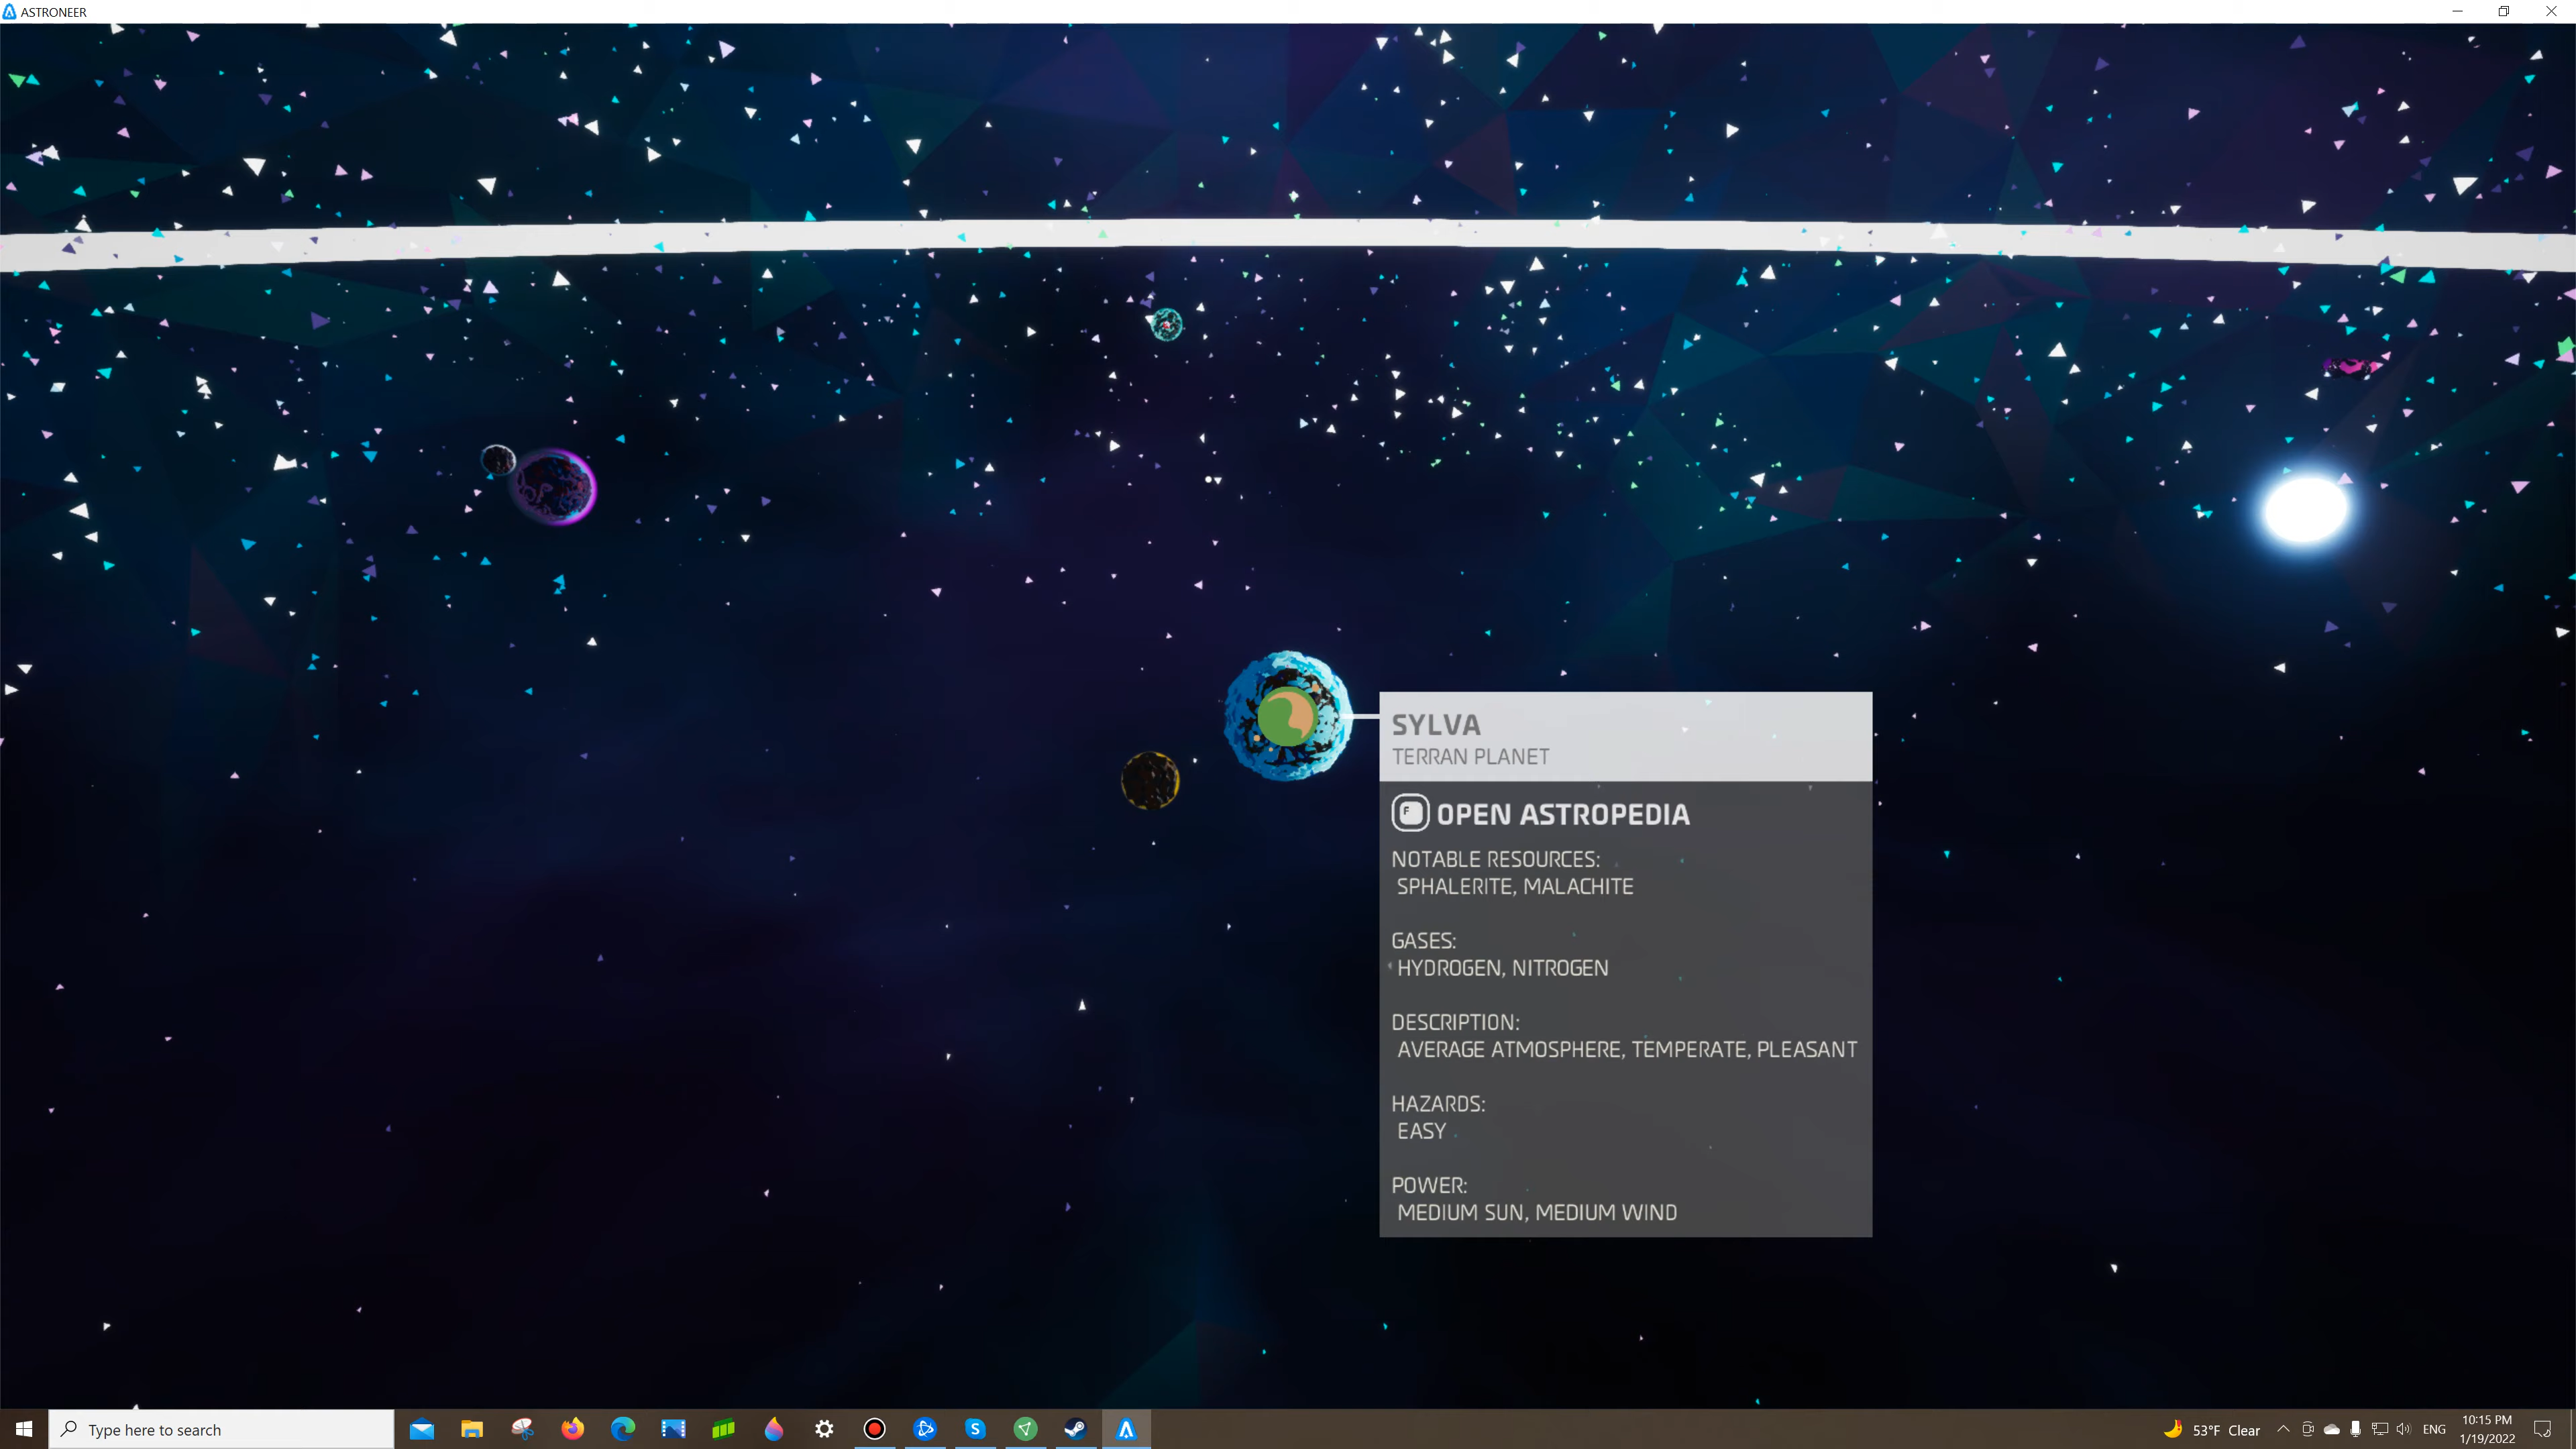 ASTRONEER
SYLVA
TERRAN PLANET
F OPEN ASTROPEDIA
NOTABLE RESOURCES:
SPHALERITE, MALACHITE
GASES:
HYDROGEN, NITROGEN
DESCRIPTION:
AVERAGE ATMOSPHERE, TEMPERATE, PLEASANT
HAZARDS:
EASY
POWER:
MEDIUM SUN, MEDIUM WIND
Type here to search
53°F Clear
ENG
10:15 PM
1/19/2022